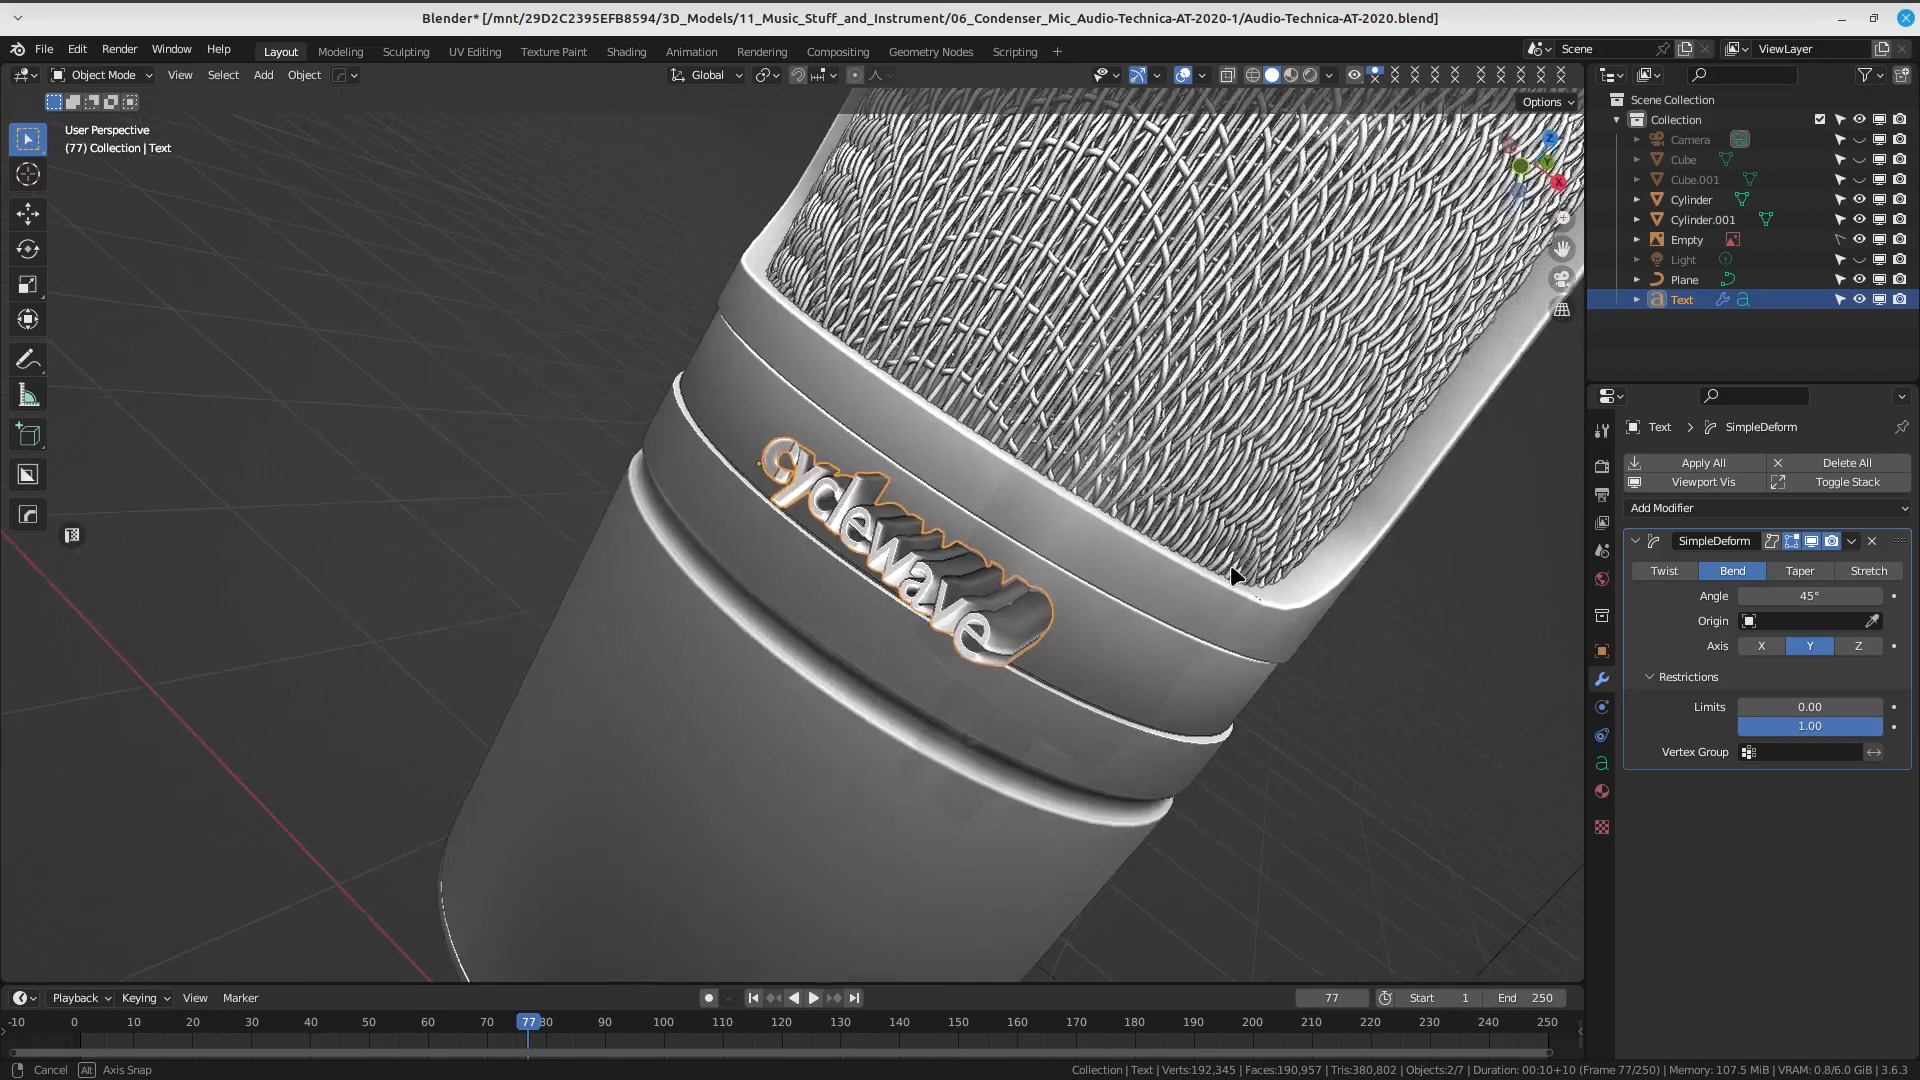 Blender* [/mnt/29D2C2395EFB8594/3D_Models/11_Music_Stuff_and_Instrument/06_Condenser_Mic_Audio-Technica-AT-2020-1/Audio-Technica-AT-2020.blend]
File Edit Render Window Help Layout Modeling Sculpting UV Editing Texture Paint Shading Animation Rendering Compositing Geometry Nodes Scripting + Scene ViewLayer
Object Mode View Select Add Object Global
Options
User Perspective
(77) Collection | Text
Z
Y
X
cyclewave
Scene Collection
Collection
Camera
Cube
Cube.001
Cylinder
Cylinder.001
Empty
Light
Plane
Text
Text > SimpleDeform
Apply All Delete All
Viewport Vis Toggle Stack
Add Modifier
SimpleDeform
Twist Bend Taper Stretch
Angle 45°
Origin
Axis X Y Z
Restrictions
Limits 0.00
1.00
Vertex Group
Playback Keying View Marker 77 Start 1 End 250
-10 0 10 20 30 40 50 60 70 77 80 90 100 110 120 130 140 150 160 170 180 190 200 210 220 230 240 250
Cancel Alt Axis Snap Collection | Text | Verts:192,345 | Faces:190,957 | Tris:380,802 | Objects:2/7 | Duration: 00:10+10 (Frame 77/250) | Memory: 107.5 MiB | VRAM: 0.8/6.0 GiB | 3.6.3